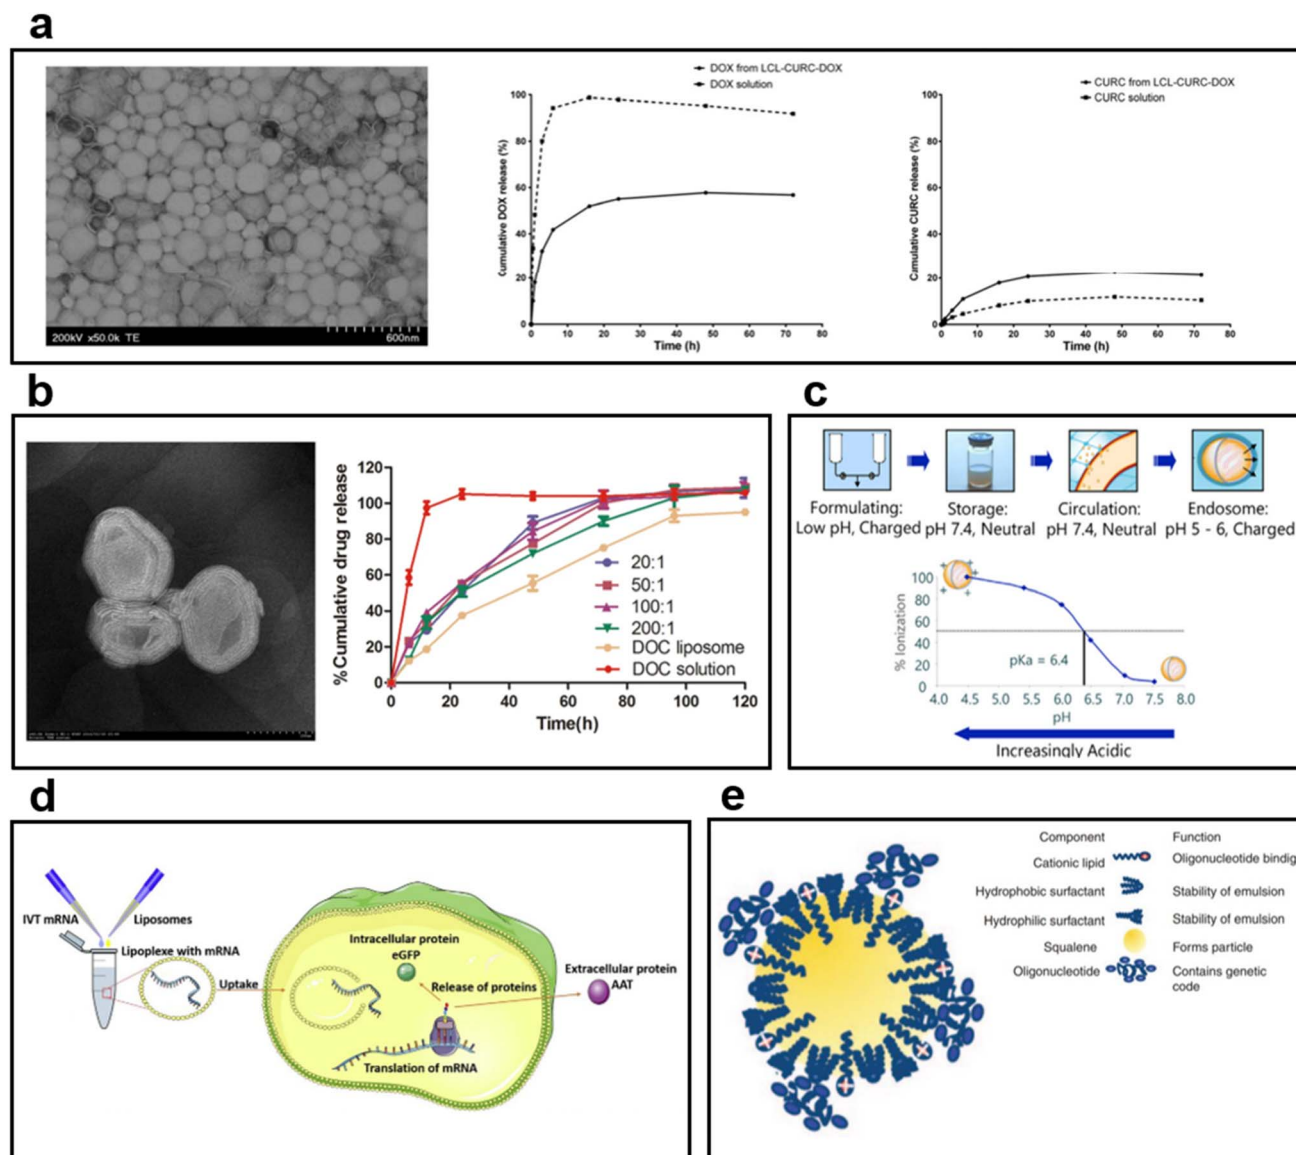 a
200kV x50.0k TE
600nm
DOX from LCL-CURC-DOX
DOX solution
100
80
60
40
20
0
umulative DOX release (%)
10 20 30 40 50 60 70 80
Time (h)
CURC from LCL-CURC-DOX
CURC solution
100
80
60
40
20
0
Cumulative CURC release (%)
0 10 20 30 40 50 60 70 80
Time (h)
b
120
100
80
60
40
20
0
%Cumulative drug release
0 20 40 60 80 100 120
Time(h)
20:1
50:1
100:1
200:1
DOC liposome
DOC solution
c
Formulating:
Low pH, Charged
Storage:
pH 7.4, Neutral
Circulation:
pH 7.4, Neutral
Endosome:
pH 5 - 6, Charged
100
80
60
40
20
0
% Ionization
pKa = 6.4
4.0 4.5 5.0 5.5 6.0 6.5 7.0 7.5 8.0
pH
Increasingly Acidic
d
IVT mRNA
Liposomes
Lipoplexe with mRNA
Uptake
Intracellular protein
eGFP
Release of proteins
Extracellular protein
AAT
Translation of mRNA
e
Component Function
Cationic lipid Oligonucleotide bindig
Hydrophobic surfactant Stability of emulsion
Hydrophilic surfactant Stability of emulsion
Squalene Forms particle
Oligonucleotide Contains genetic
code